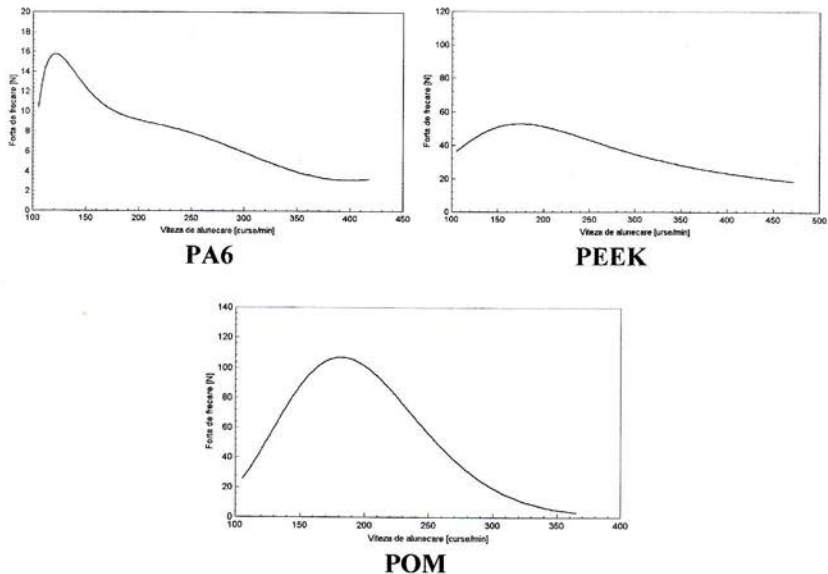 20
18
16
14
12
10
8
6
4
2
0
Forta de frecare [N]
100 150 200 250 300 350 400 450
Viteza de alunecare [curse/min]
PA6
120
100
80
60
40
20
0
Forta de frecare [N]
100 150 200 250 300 350 400 450 500
Viteza de alunecare [urse/min]
PEEK
140
120
100
80
60
40
20
0
Forta de frecare [N]
100 150 200 250 300 350 400
Viteza de alunecare [curse/min]
POM